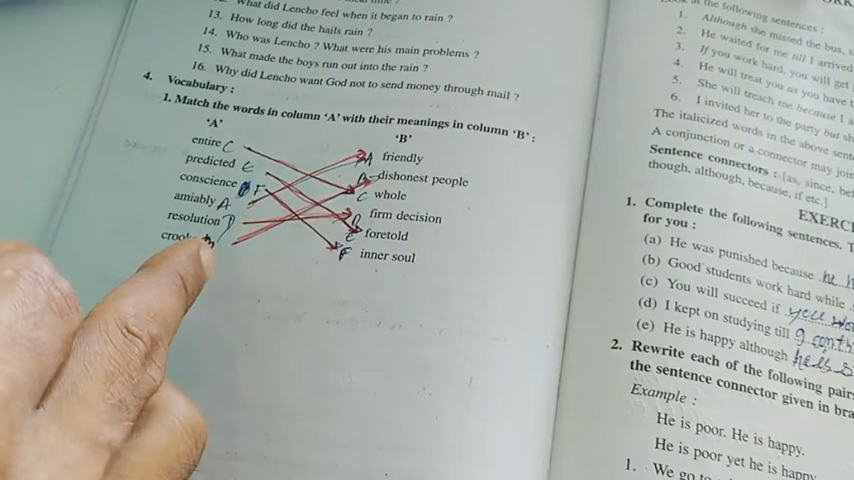 What did Lencho feel when it began to rain ?
13. How long did the hails rain ?
14. Who was Lencho ? What were his main problems ?
15. What made the boys run out into the rain ?
16. Why did Lencho want God not to send money through mail ?
4. Vocabulary :
1. Match the words in column 'A' with their meanings in column 'B' :
'A' 'B'
entire C A friendly
predicted E B dishonest people
conscience F C whole
amiably A D firm decision
resolution D E foretold
F inner soul
at the following sentences :
1. Although she missed the bus,
2. He waited for me till I arrived
3. If you work hard, you will get
4. He will treat you as you have
5. She will teach me because I
6. I invited her to the party but
The italicized words in the above
A conjunction or a connector may join
Sentence connectors : [as, since,
though, although, because, if etc.]
EXERC
1. Complete the following sentences.
for you :
(a) He was punished because he
(b) Good students work hard while
(c) You will succeed if you
(d) I kept on studying till
(e) He is happy although
2. Rewrite each of the following
the sentence connector given in
Example :
He is poor. He is happy.
He is poor yet he is happy
1. We go